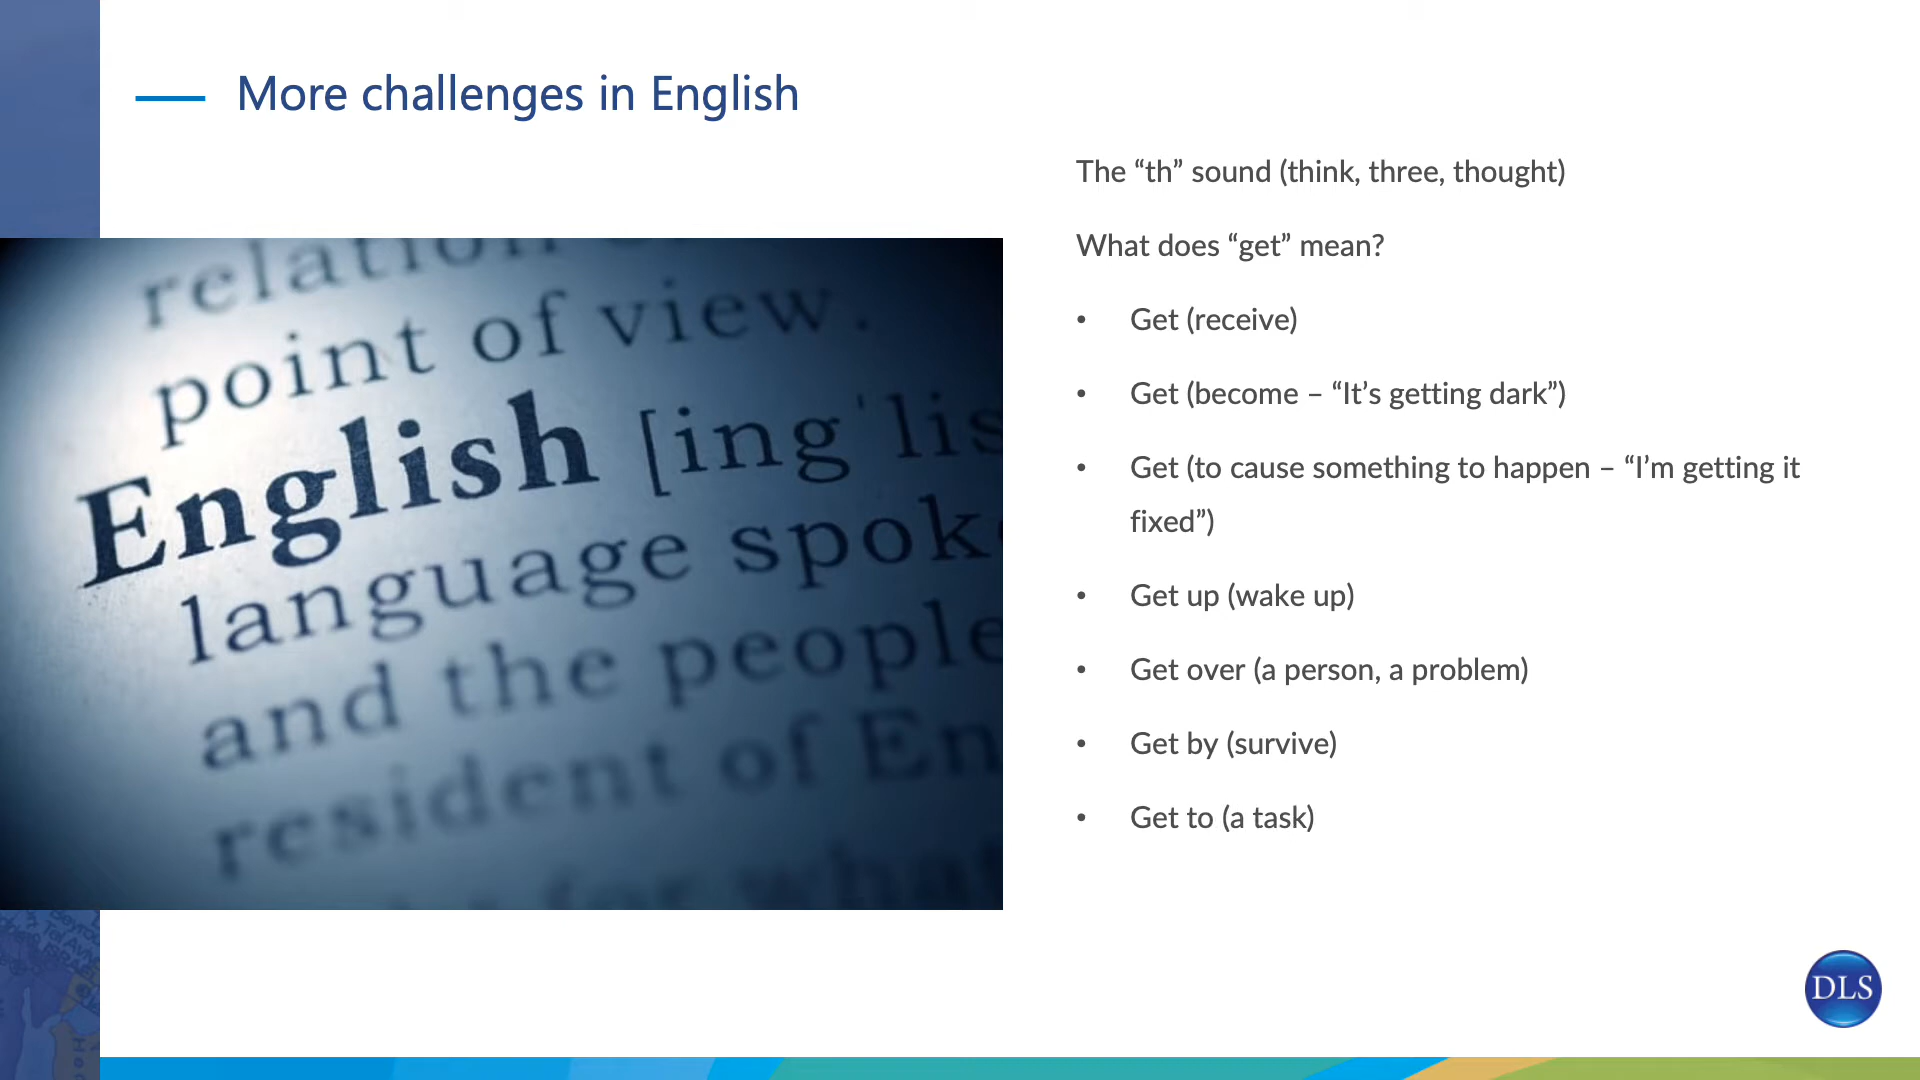 More challenges in English
The “th” sound (think, three, thought)
What does “get” mean?
• Get (receive)
• Get (become – “It’s getting dark”)
• Get (to cause something to happen – “I’m getting it
fixed”)
• Get up (wake up)
• Get over (a person, a problem)
• Get by (survive)
• Get to (a task)
relation
point of view.
English [ing'lis
language spok
and the people
resident of En
for what
DLS